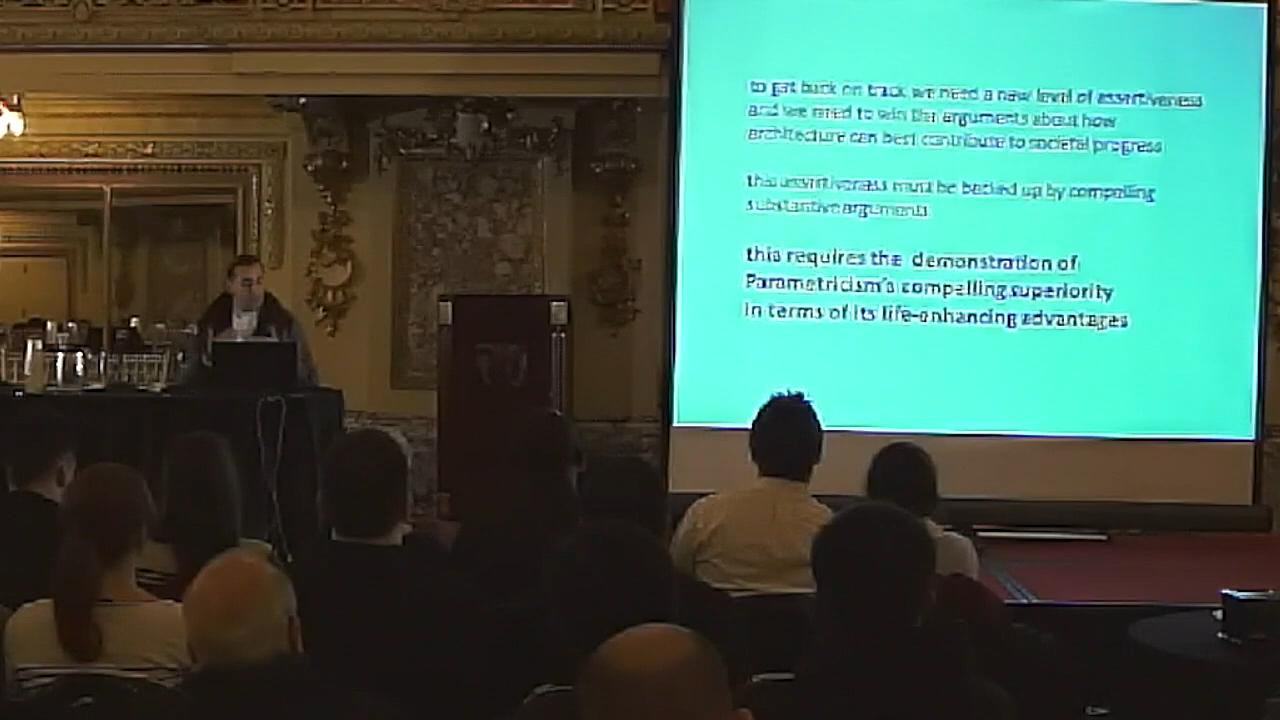 to get back on track we need a new level of assertiveness
and we need to win the arguments about how
architecture can best contribute to societal progress
this assertiveness must be backed up by compelling
substantive arguments
this requires the demonstration of
Parametricism's compelling superiority
in terms of its life-enhancing advantages